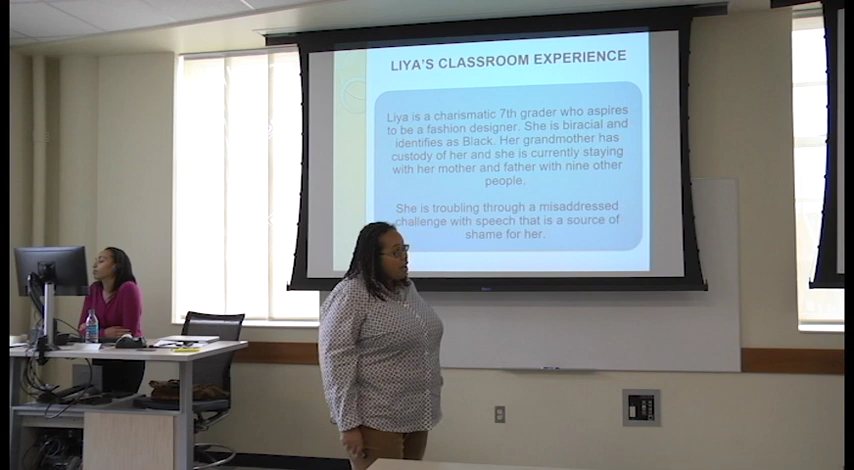 LIYA'S CLASSROOM EXPERIENCE
Liya is a charismatic 7th grader who aspires
to be a fashion designer. She is biracial and
identifies as Black. Her grandmother has
custody of her and she is currently staying
with her mother and father with nine other
people.
She is troubling through a misaddressed
challenge with speech that is a source of
shame for her.